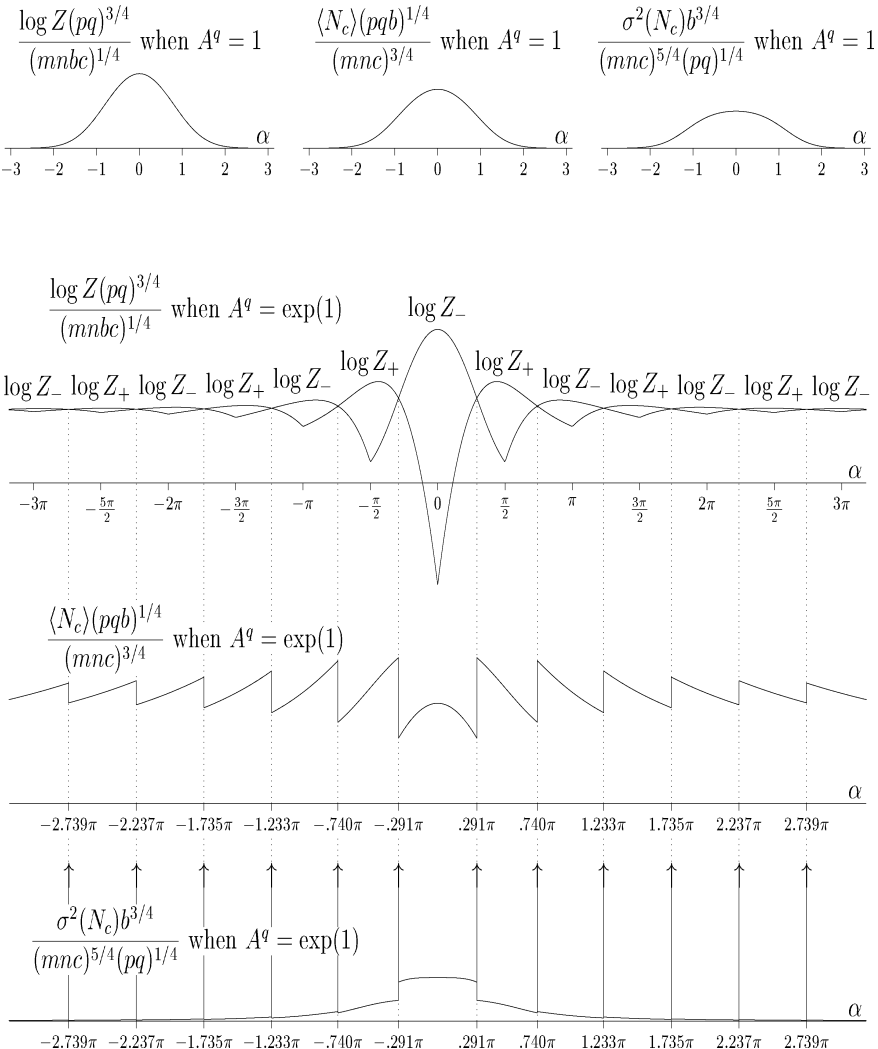 log Z(pq)^{3/4} / (mnbc)^{1/4} when A^q = 1
⟨N_c⟩(pqb)^{1/4} / (mnc)^{3/4} when A^q = 1
σ²(N_c)b^{3/4} / (mnc)^{5/4}(pq)^{1/4} when A^q = 1
α α α
−3 −2 −1 0 1 2 3
−3 −2 −1 0 1 2 3
−3 −2 −1 0 1 2 3
log Z(pq)^{3/4} / (mnbc)^{1/4} when A^q = exp(1)
log Z_−
log Z_+ log Z_+
log Z_− log Z_+ log Z_− log Z_+ log Z_− log Z_− log Z_+ log Z_− log Z_+ log Z_−
α
−3π −5π/2 −2π −3π/2 −π −π/2 0 π/2 π 3π/2 2π 5π/2 3π
⟨N_c⟩(pqb)^{1/4} / (mnc)^{3/4} when A^q = exp(1)
α
−2.739π −2.237π −1.735π −1.233π −.740π −.291π .291π .740π 1.233π 1.735π 2.237π 2.739π
σ²(N_c)b^{3/4} / (mnc)^{5/4}(pq)^{1/4} when A^q = exp(1)
α
−2.739π −2.237π −1.735π −1.233π −.740π −.291π .291π .740π 1.233π 1.735π 2.237π 2.739π